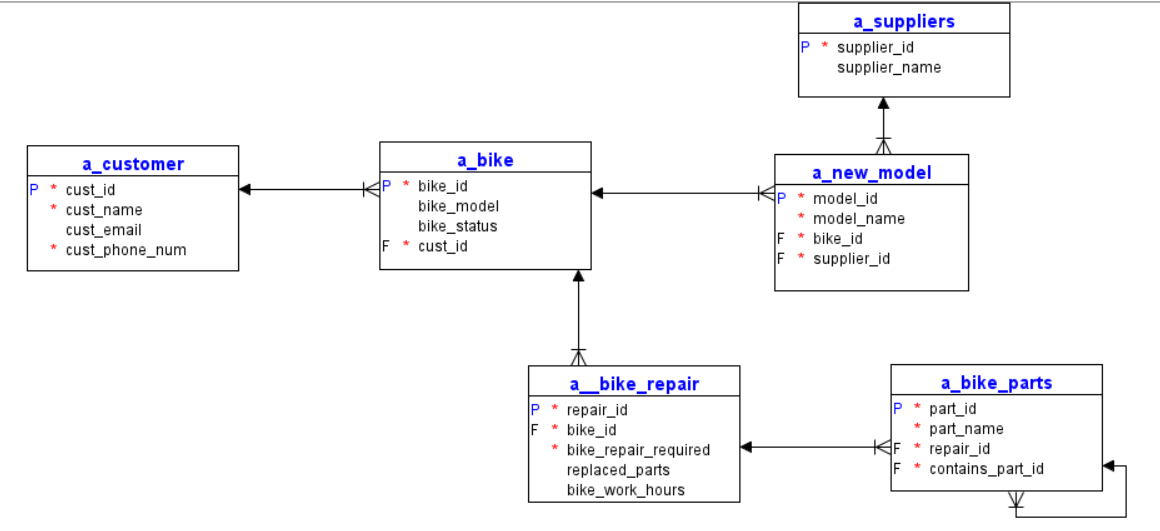 a_suppliers
P * supplier_id
supplier_name
a_customer
P * cust_id
* cust_name
cust_email
* cust_phone_num
a_bike
P * bike_id
bike_model
bike_status
F * cust_id
a_new_model
P * model_id
* model_name
F * bike_id
F * supplier_id
a__bike_repair
P * repair_id
F * bike_id
* bike_repair_required
replaced_parts
bike_work_hours
a_bike_parts
P * part_id
* part_name
F * repair_id
F * contains_part_id